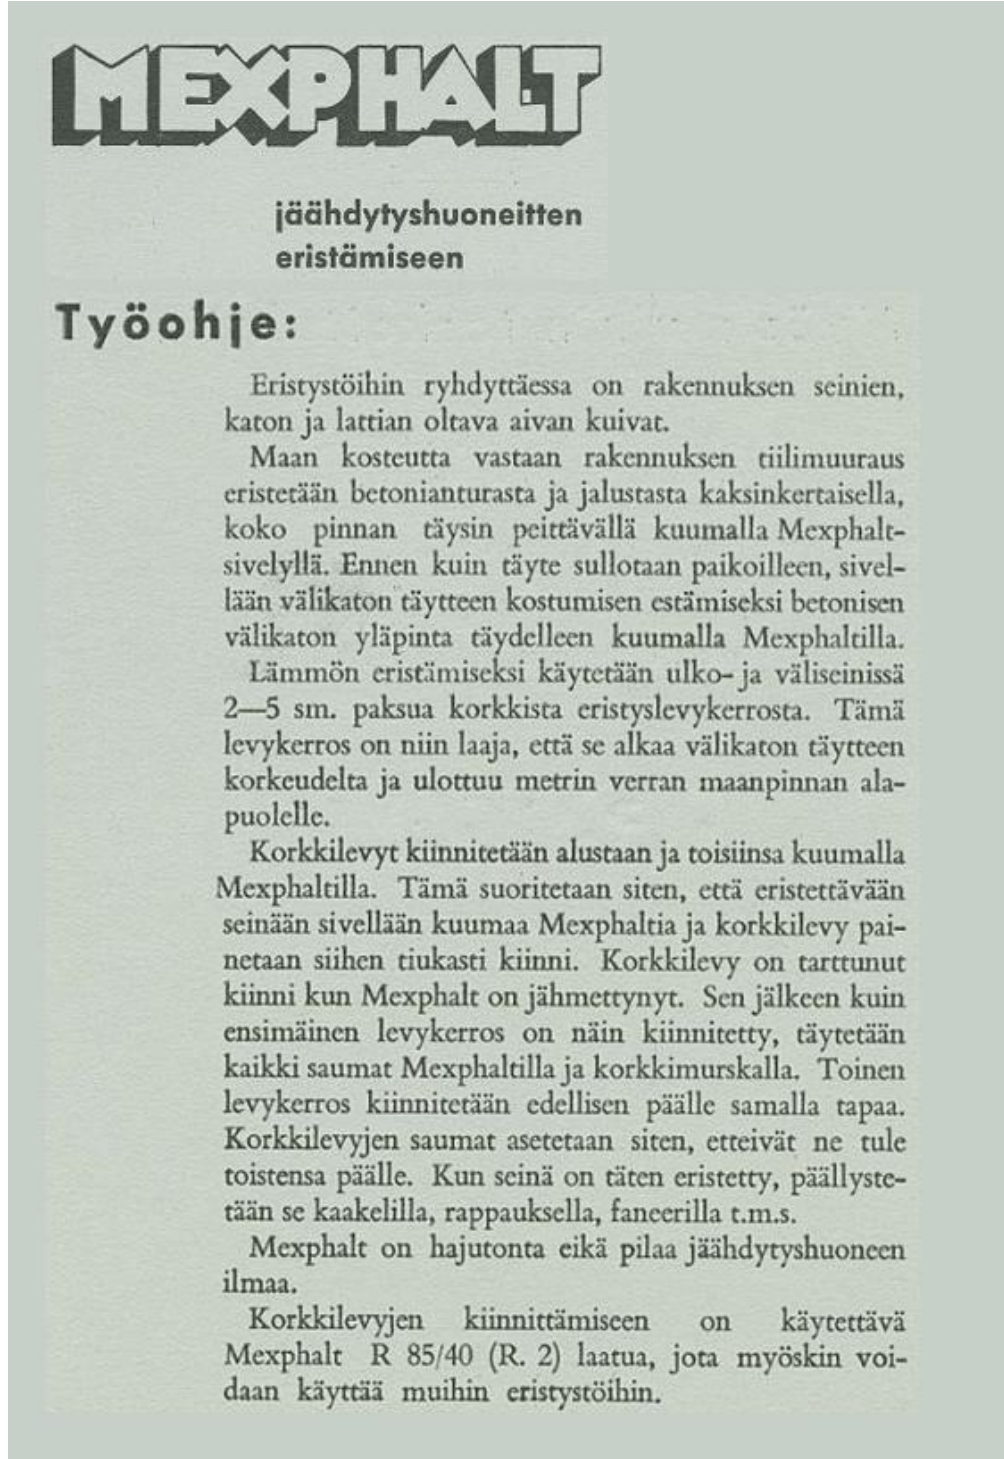 MEXPHALT
jäähdytyshuoneitten
eristämiseen
Työohje:
Eristystöihin ryhdyttäessa on rakennuksen seinien,
katon ja lattian oltava aivan kuivat.
Maan kosteutta vastaan rakennuksen tiilimuuraus
eristetään betonianturasta ja jalustasta kaksinkertaisella,
koko pinnan täysin peittävällä kuumalla Mexphalt-
sivelyllä. Ennen kuin täyte sullotaan paikoilleen, sivel-
lään välikaton täytteen kostumisen estämiseksi betonisen
välikaton yläpinta täydelleen kuumalla Mexphaltilla.
Lämmön eristämiseksi käytetään ulko- ja väliseinissä
2—5 sm. paksua korkkista eristyslevykerrosta. Tämä
levykerros on niin laaja, että se alkaa välikaton täytteen
korkeudelta ja ulottuu metrin verran maanpinnan ala-
puolelle.
Korkkilevyt kiinnitetään alustaan ja toisiinsa kuumalla
Mexphaltilla. Tämä suoritetaan siten, että eristettävään
seinään sivellään kuumaa Mexphaltia ja korkkilevy pai-
netaan siihen tiukasti kiinni. Korkkilevy on tarttunut
kiinni kun Mexphalt on jähmettynyt. Sen jälkeen kuin
ensimäinen levykerros on näin kiinnitetty, täytetään
kaikki saumat Mexphaltilla ja korkkimurskalla. Toinen
levykerros kiinnitetään edellisen päälle samalla tapaa.
Korkkilevyjen saumat asetetaan siten, etteivät ne tule
toistensa päälle. Kun seinä on täten eristetty, päällyste-
tään se kaakelilla, rappauksella, faneerilla t.m.s.
Mexphalt on hajutonta eikä pilaa jäähdytyshuoneen
ilmaa.
Korkkilevyjen kiinnittämiseen on käytettävä
Mexphalt R 85/40 (R. 2) laatua, jota myöskin voi-
daan käyttää muihin eristystöihin.